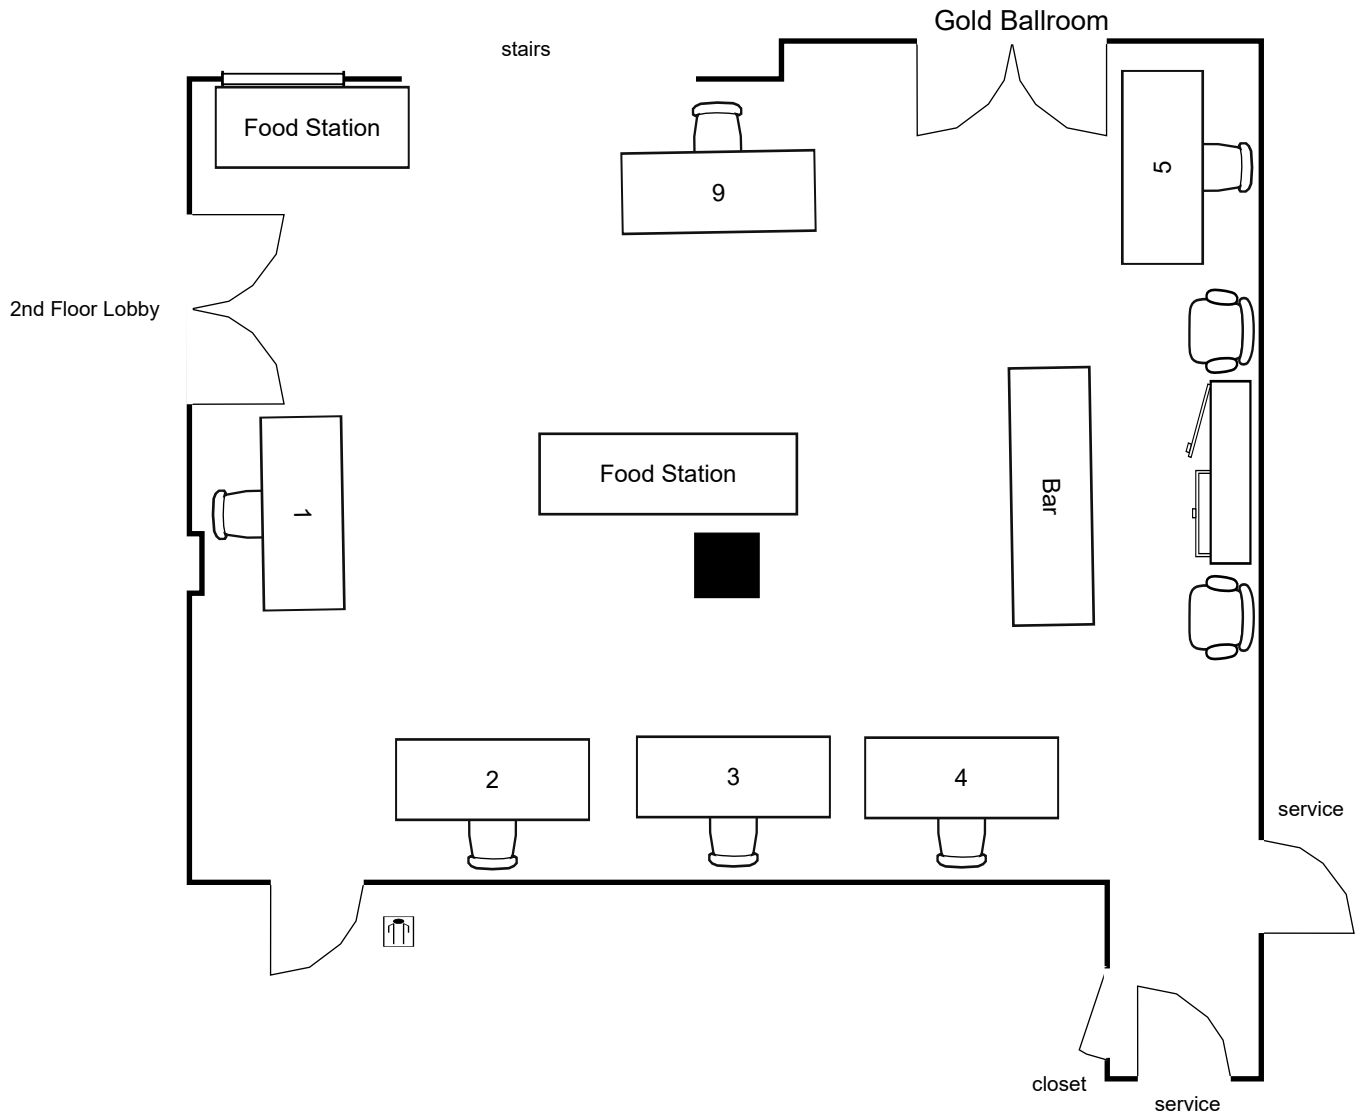 Gold Ballroom
stairs
Food Station
9
5
2nd Floor Lobby
Food Station
Bar
1
2
3
4
service
closet
service